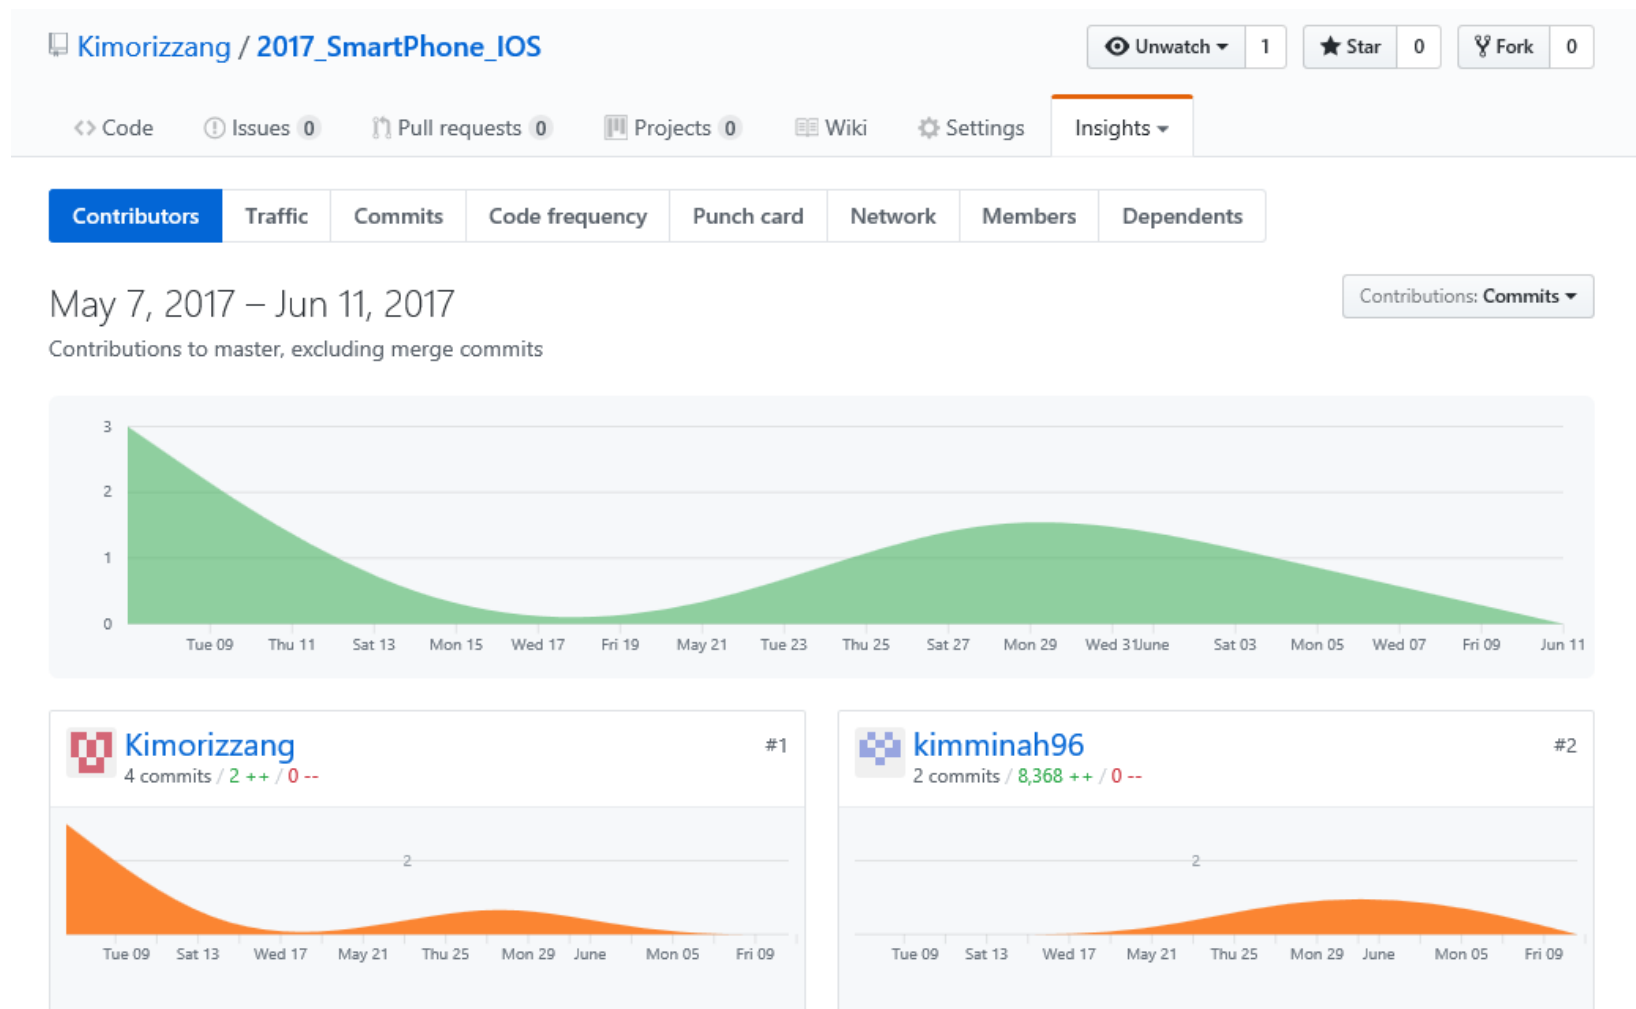 Kimorizzang / 2017_SmartPhone_IOS Unwatch 1 Star 0 Fork 0
Code Issues 0 Pull requests 0 Projects 0 Wiki Settings Insights
Contributors Traffic Commits Code frequency Punch card Network Members Dependents
May 7, 2017 – Jun 11, 2017 Contributions: Commits
Contributions to master, excluding merge commits
3
2
1
0
Tue 09 Thu 11 Sat 13 Mon 15 Wed 17 Fri 19 May 21 Tue 23 Thu 25 Sat 27 Mon 29 Wed 31 June Sat 03 Mon 05 Wed 07 Fri 09 Jun 11
Kimorizzang #1
4 commits / 2 ++ / 0 --
2
Tue 09 Sat 13 Wed 17 May 21 Thu 25 Mon 29 June Mon 05 Fri 09
kimminah96 #2
2 commits / 8,368 ++ / 0 --
2
Tue 09 Sat 13 Wed 17 May 21 Thu 25 Mon 29 June Mon 05 Fri 09